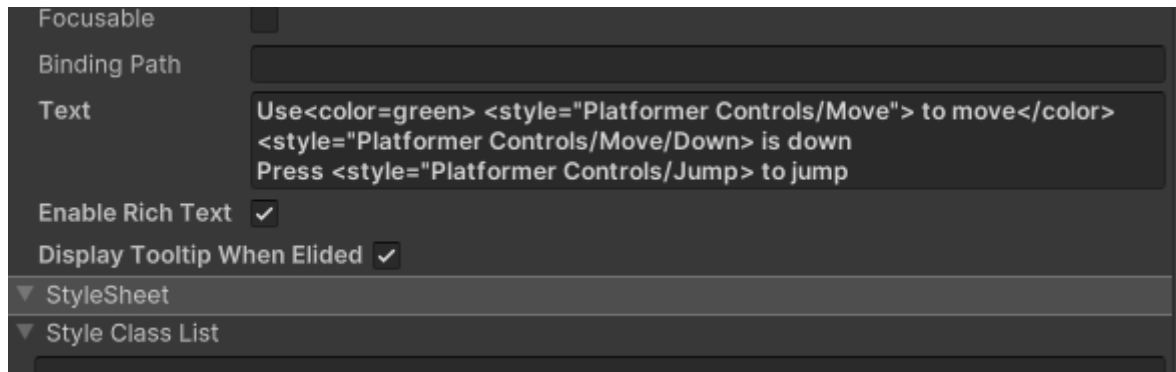 Focusable
Binding Path
Text
Use<color=green> <style="Platformer Controls/Move"> to move</color>
<style="Platformer Controls/Move/Down> is down
Press <style="Platformer Controls/Jump> to jump
Enable Rich Text
Display Tooltip When Elided
StyleSheet
Style Class List